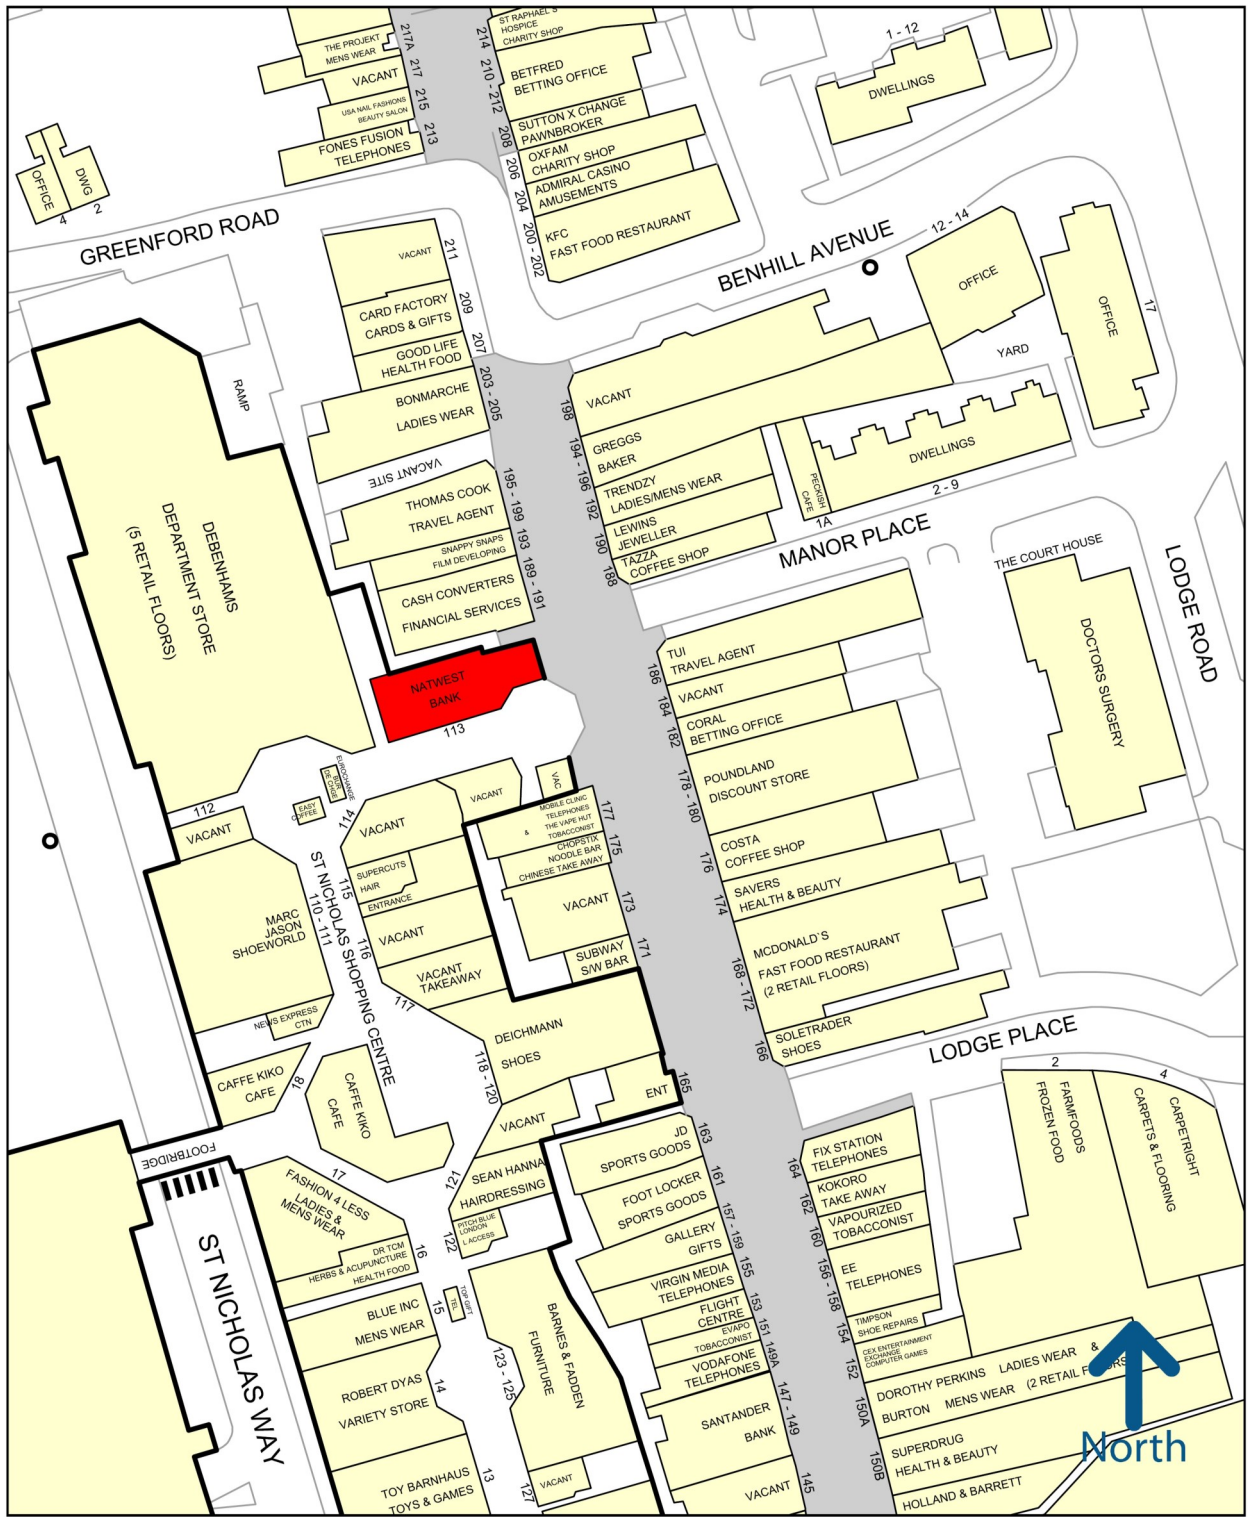 217A
THE PROJEKT
MENS WEAR
217
VACANT
215
USA NAIL FASHIONS
BEAUTY SALON
FONES FUSION
TELEPHONES
213
214
ST RAPHAEL'S
HOSPICE
CHARITY SHOP
210 - 212
BETFRED
BETTING OFFICE
208
SUTTON X CHANGE
PAWNBROKER
206
OXFAM
CHARITY SHOP
204
ADMIRAL CASINO
AMUSEMENTS
200 - 202
KFC
FAST FOOD RESTAURANT
1 - 12
DWELLINGS
OFFICE
4
DWG
2
GREENFORD ROAD
BENHILL AVENUE
12 - 14
OFFICE
OFFICE
17
YARD
VACANT
211
CARD FACTORY
CARDS & GIFTS
209
GOOD LIFE
HEALTH FOOD
207
BONMARCHE
LADIES WEAR
203 - 205
RAMP
VACANT SITE
THOMAS COOK
TRAVEL AGENT
195 - 199
SNAPPY SNAPS
FILM DEVELOPING
193
CASH CONVERTERS
FINANCIAL SERVICES
189 - 191
198
VACANT
194 - 196
GREGGS
BAKER
192
TRENDZY
LADIES/MENS WEAR
190
LEWINS
JEWELLER
188
TAZZA
COFFEE SHOP
PECKISH
CAFE
1A
DWELLINGS
2 - 9
MANOR PLACE
THE COURT HOUSE
DOCTORS SURGERY
LODGE ROAD
DEBENHAMS
DEPARTMENT STORE
(5 RETAIL FLOORS)
NATWEST
BANK
113
186
TUI
TRAVEL AGENT
184
VACANT
182
CORAL
BETTING OFFICE
178 - 180
POUNDLAND
DISCOUNT STORE
176
COSTA
COFFEE SHOP
174
SAVERS
HEALTH & BEAUTY
168 - 172
MCDONALD`S
FAST FOOD RESTAURANT
(2 RETAIL FLOORS)
166
SOLETRADER
SHOES
LODGE PLACE
112
VACANT
EASY
COFFEE
EUROCHANGE
BUR
DE CHGE
114
VACANT
VACANT
VAC
177
MOBILE CLINIC
TELEPHONES
&
THE VAPE HUT
TOBACCONIST
175
CHOPSTIX
NOODLE BAR
CHINESE TAKE AWAY
173
VACANT
171
SUBWAY
S/W BAR
115
SUPERCUTS
HAIR
ENTRANCE
116
VACANT
VACANT
TAKEAWAY
117
ST NICHOLAS SHOPPING CENTRE
110 - 111
MARC
JASON
SHOEWORLD
NEWS EXPRESS
CTN
118 - 120
DEICHMANN
SHOES
ENT
165
CAFFE KIKO
CAFE
18
CAFFE KIKO
CAFE
VACANT
FOOTBRIDGE
121
SEAN HANNA
HAIRDRESSING
122
PITCH BLUE
LONDON
L ACCESS
17
FASHION 4 LESS
LADIES &
MENS WEAR
16
DR TCM
HERBS & ACUPUNCTURE
HEALTH FOOD
15
BLUE INC
MENS WEAR
TOP GIFT
TEL
123 - 125
BARNES & FADDEN
FURNITURE
14
ROBERT DYAS
VARIETY STORE
13
TOY BARNHAUS
TOYS & GAMES
127
VACANT
ST NICHOLAS WAY
163
JD
SPORTS GOODS
161
FOOT LOCKER
SPORTS GOODS
157 - 159
GALLERY
GIFTS
155
VIRGIN MEDIA
TELEPHONES
153
FLIGHT
CENTRE
151
EVAPO
TOBACCONIST
149A
VODAFONE
TELEPHONES
147 - 149
SANTANDER
BANK
145
VACANT
164
FIX STATION
TELEPHONES
162
KOKORO
TAKE AWAY
160
VAPOURIZED
TOBACCONIST
156 - 158
EE
TELEPHONES
154
TIMPSON
SHOE REPAIRS
152
CEX ENTERTAINMENT
EXCHANGE
COMPUTER GAMES
150A
DOROTHY PERKINS LADIES WEAR &
BURTON MENS WEAR (2 RETAIL FLOORS)
150B
SUPERDRUG
HEALTH & BEAUTY
HOLLAND & BARRETT
2
FARMFOODS
FROZEN FOOD
4
CARPETRIGHT
CARPETS & FLOORING
North